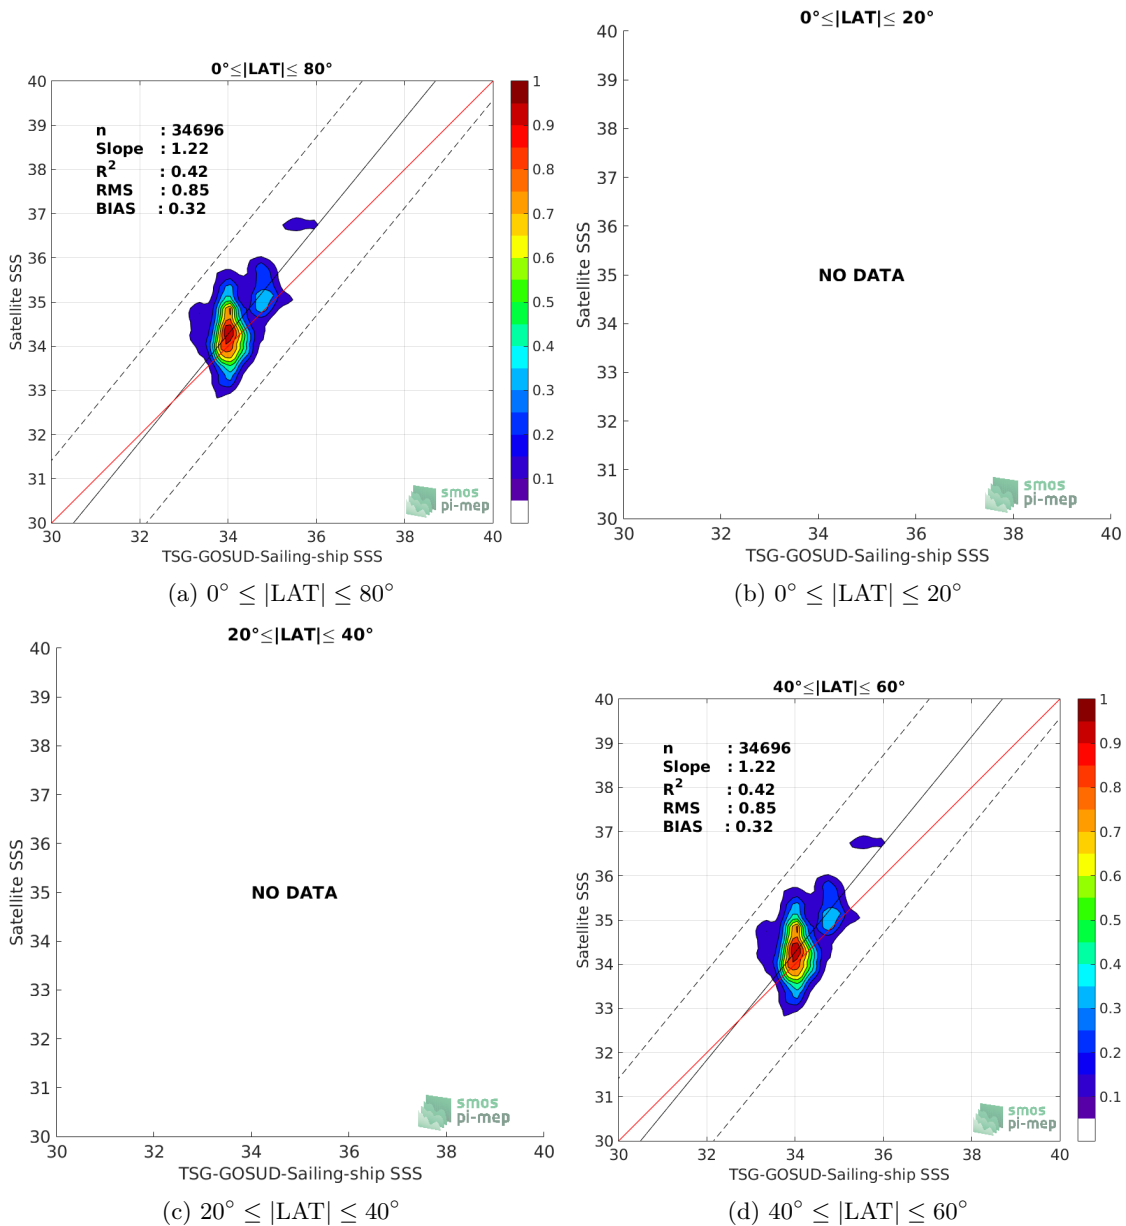 0°≤|LAT|≤ 80°
40
39
38
37
36
35
34
33
32
31
30
Satellite SSS
n : 34696
Slope : 1.22
R² : 0.42
RMS : 0.85
BIAS : 0.32
smos
pi-mep
30 32 34 36 38 40
TSG-GOSUD-Sailing-ship SSS
1
0.9
0.8
0.7
0.6
0.5
0.4
0.3
0.2
0.1
(a) 0° ≤ |LAT| ≤ 80°
0°≤|LAT|≤ 20°
40
39
38
37
36
35
34
33
32
31
30
Satellite SSS
NO DATA
smos
pi-mep
30 32 34 36 38 40
TSG-GOSUD-Sailing-ship SSS
(b) 0° ≤ |LAT| ≤ 20°
20°≤|LAT|≤ 40°
40
39
38
37
36
35
34
33
32
31
30
Satellite SSS
NO DATA
smos
pi-mep
30 32 34 36 38 40
TSG-GOSUD-Sailing-ship SSS
(c) 20° ≤ |LAT| ≤ 40°
40°≤|LAT|≤ 60°
40
39
38
37
36
35
34
33
32
31
30
Satellite SSS
n : 34696
Slope : 1.22
R² : 0.42
RMS : 0.85
BIAS : 0.32
smos
pi-mep
30 32 34 36 38 40
TSG-GOSUD-Sailing-ship SSS
1
0.9
0.8
0.7
0.6
0.5
0.4
0.3
0.2
0.1
(d) 40° ≤ |LAT| ≤ 60°